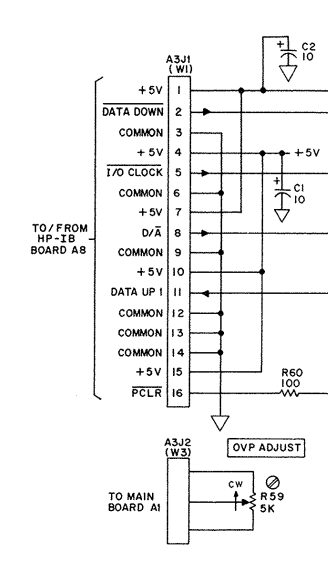 C2
10
A3J1
(W1)
+5V 1
DATA DOWN 2
COMMON 3
+5V 4 +5V
I/O CLOCK 5
COMMON 6
C1
10
+5V 7
TO/FROM
HP-IB
BOARD A8
D/A 8
COMMON 9
+5V 10
DATA UP 1 11
COMMON 12
COMMON 13
COMMON 14
+5V 15
PCLR 16
R60
100
A3J2
(W3)
OVP ADJUST
TO MAIN
BOARD A1
CW
R59
5K